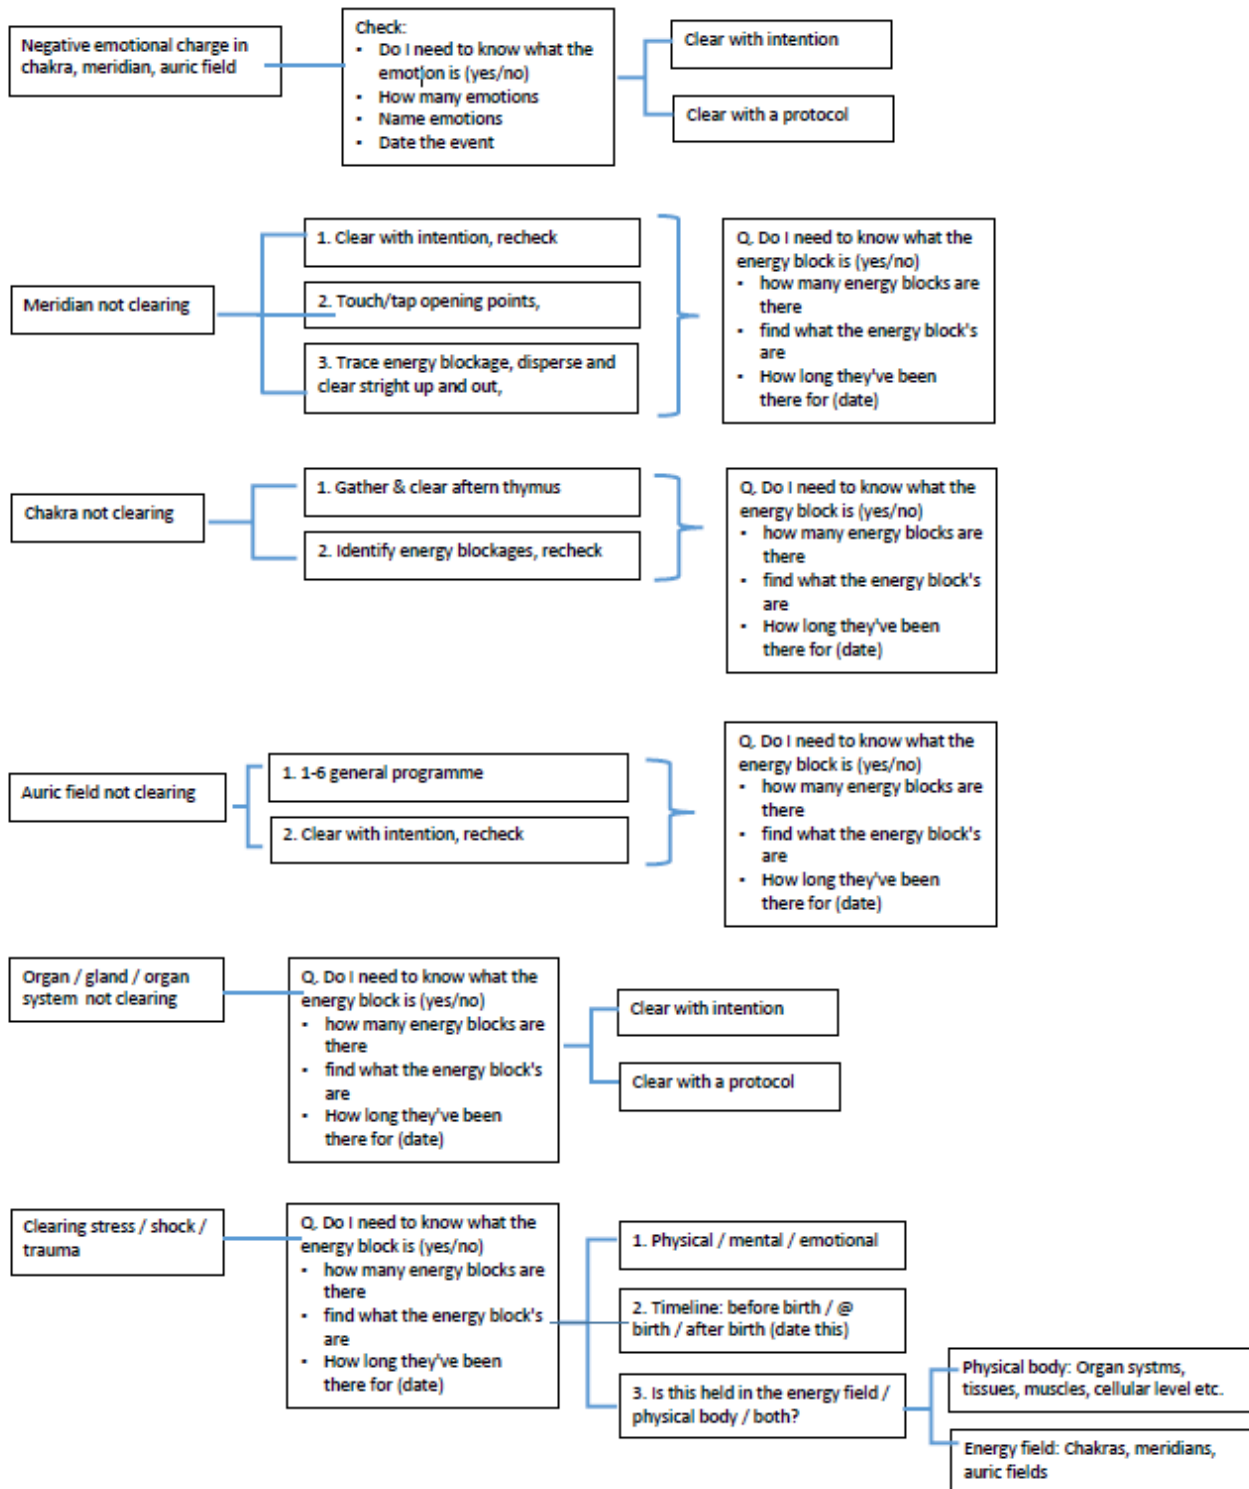 Negative emotional charge in
chakra, meridian, auric field
Check:
• Do I need to know what the
emotion is (yes/no)
• How many emotions
• Name emotions
• Date the event
Clear with intention
Clear with a protocol
Meridian not clearing
1. Clear with intention, recheck
2. Touch/tap opening points,
3. Trace energy blockage, disperse and
clear stright up and out,
Q. Do I need to know what the
energy block is (yes/no)
• how many energy blocks are
there
• find what the energy block's
are
• How long they've been
there for (date)
Chakra not clearing
1. Gather & clear aftern thymus
2. Identify energy blockages, recheck
Q. Do I need to know what the
energy block is (yes/no)
• how many energy blocks are
there
• find what the energy block's
are
• How long they've been
there for (date)
Auric field not clearing
1. 1-6 general programme
2. Clear with intention, recheck
Q. Do I need to know what the
energy block is (yes/no)
• how many energy blocks are
there
• find what the energy block's
are
• How long they've been
there for (date)
Organ / gland / organ
system not clearing
Q. Do I need to know what the
energy block is (yes/no)
• how many energy blocks are
there
• find what the energy block's
are
• How long they've been
there for (date)
Clear with intention
Clear with a protocol
Clearing stress / shock /
trauma
Q. Do I need to know what the
energy block is (yes/no)
• how many energy blocks are
there
• find what the energy block's
are
• How long they've been
there for (date)
1. Physical / mental / emotional
2. Timeline: before birth / @
birth / after birth (date this)
3. Is this held in the energy field /
physical body / both?
Physical body: Organ systms,
tissues, muscles, cellular level etc.
Energy field: Chakras, meridians,
auric fields